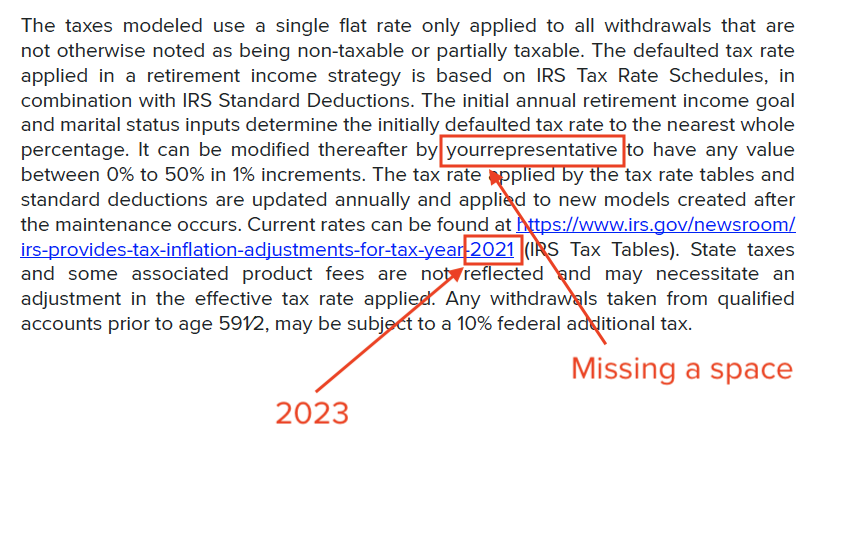 The taxes modeled use a single flat rate only applied to all withdrawals that are
not otherwise noted as being non-taxable or partially taxable. The defaulted tax rate
applied in a retirement income strategy is based on IRS Tax Rate Schedules, in
combination with IRS Standard Deductions. The initial annual retirement income goal
and marital status inputs determine the initially defaulted tax rate to the nearest whole
percentage. It can be modified thereafter by yourrepresentative to have any value
between 0% to 50% in 1% increments. The tax rate applied by the tax rate tables and
standard deductions are updated annually and applied to new models created after
the maintenance occurs. Current rates can be found at https://www.irs.gov/newsroom/
irs-provides-tax-inflation-adjustments-for-tax-year-2021 (IRS Tax Tables). State taxes
and some associated product fees are not reflected and may necessitate an
adjustment in the effective tax rate applied. Any withdrawals taken from qualified
accounts prior to age 591⁄2, may be subject to a 10% federal additional tax.
Missing a space
2023